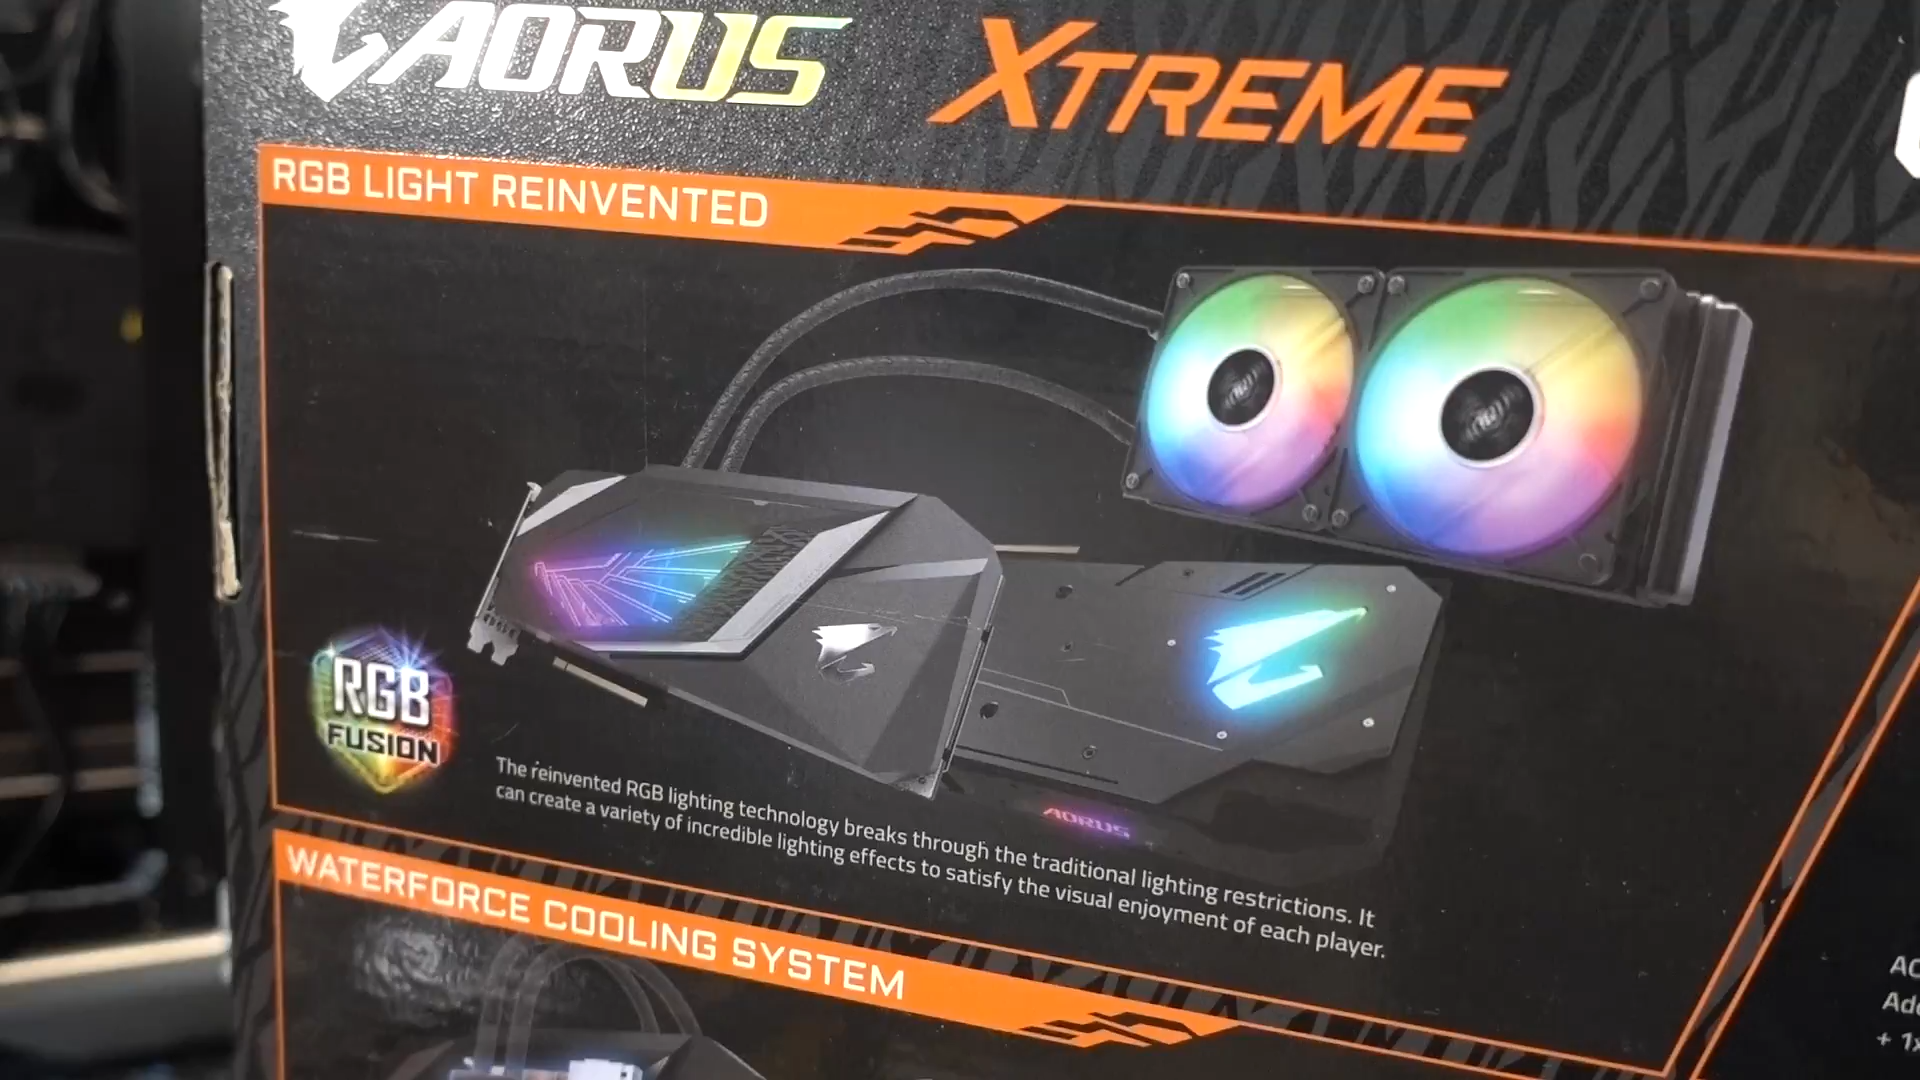 AORUS XTREME
RGB LIGHT REINVENTED
RGB
FUSION
The reinvented RGB lighting technology breaks through the traditional lighting restrictions. It
can create a variety of incredible lighting effects to satisfy the visual enjoyment of each player.
AORUS
WATERFORCE COOLING SYSTEM